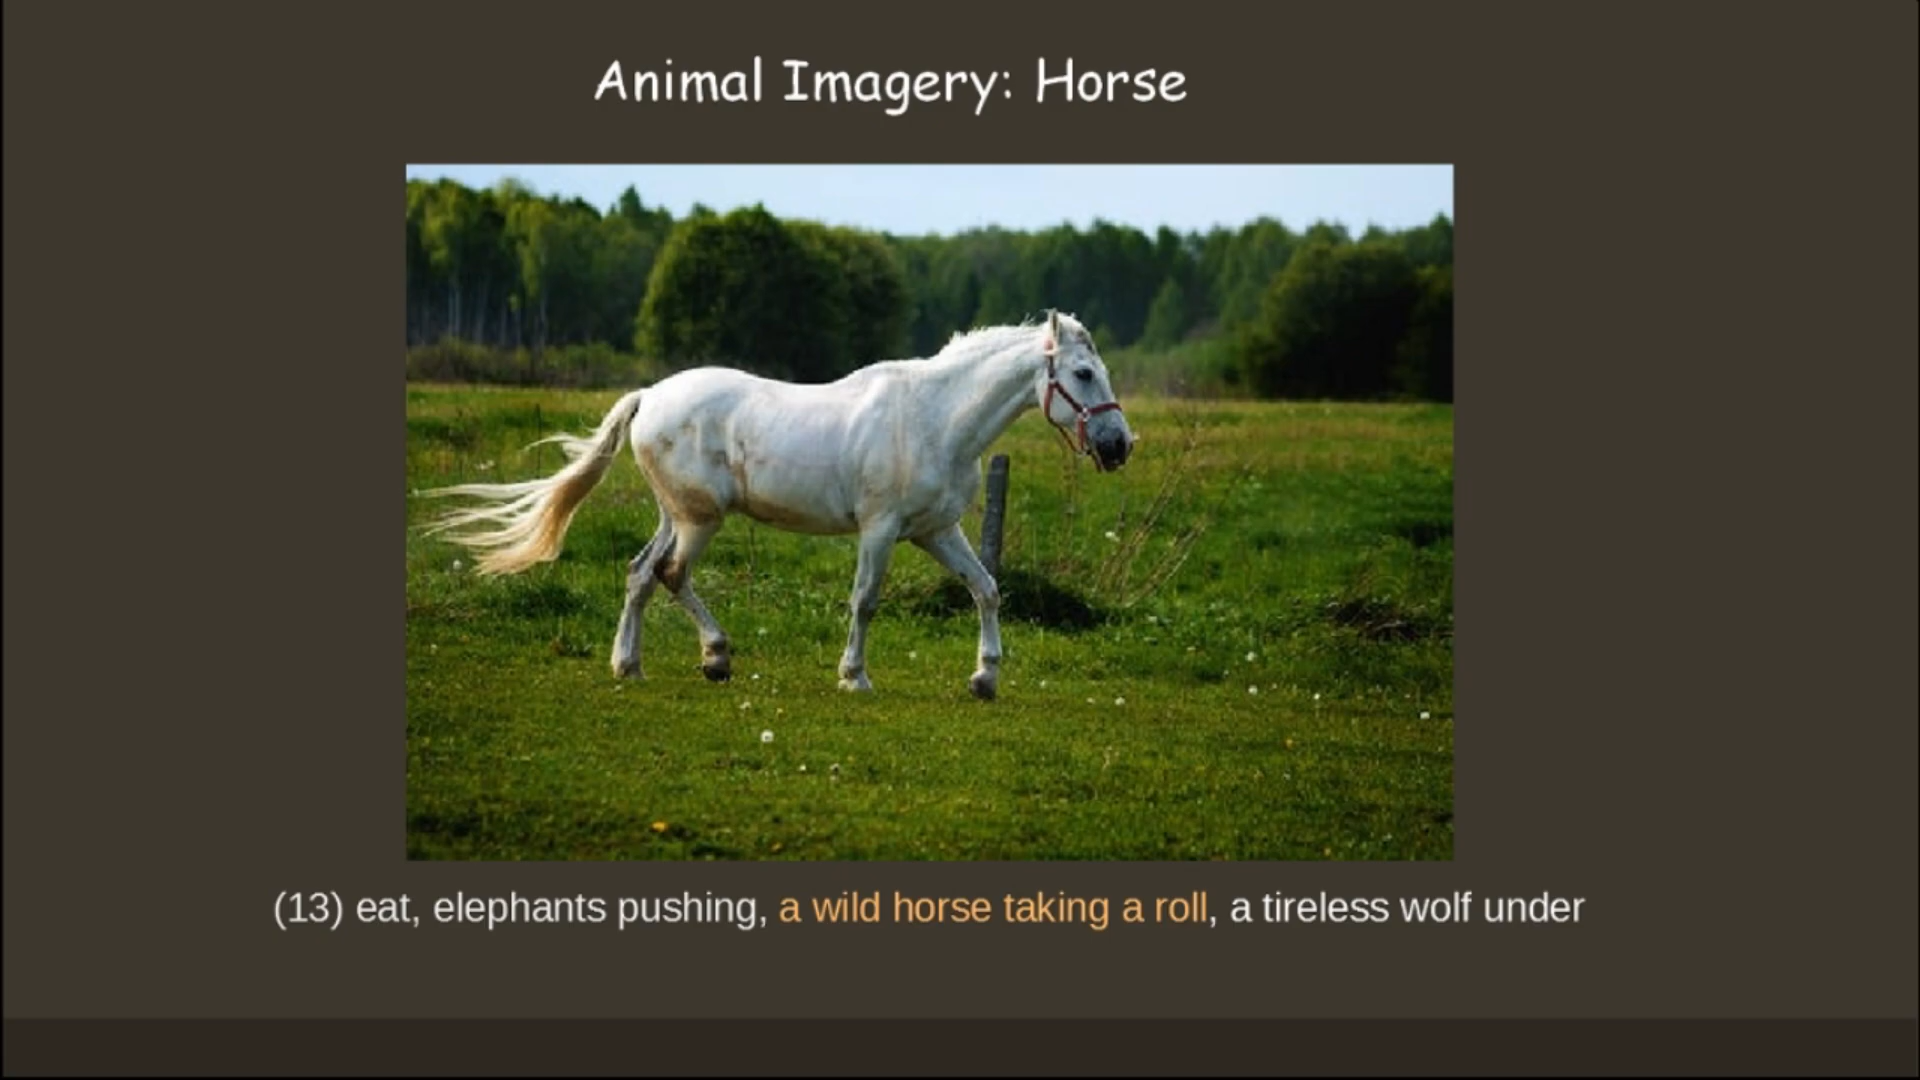 Animal Imagery: Horse
(13) eat, elephants pushing, a wild horse taking a roll, a tireless wolf under